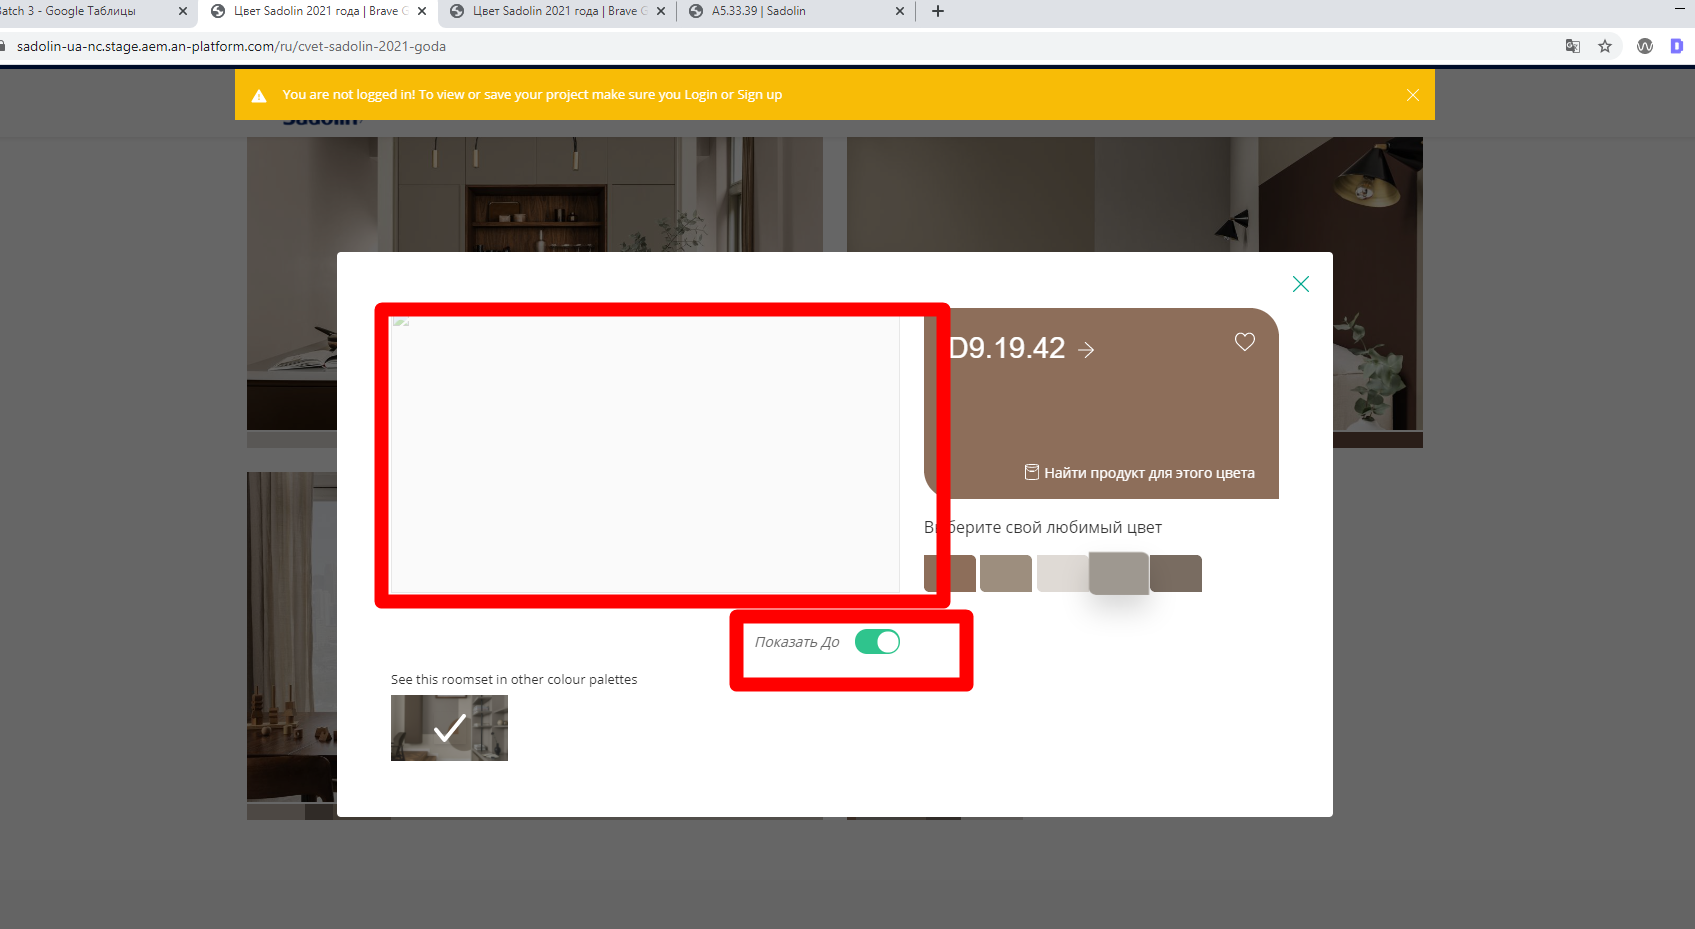 Batch 3 - Google Таблицы
Цвет Sadolin 2021 года | Brave G
Цвет Sadolin 2021 года | Brave G
A5.33.39 | Sadolin
sadolin-ua-nc.stage.aem.an-platform.com/ru/cvet-sadolin-2021-goda
You are not logged in! To view or save your project make sure you Login or Sign up
Sadolin
D9.19.42
Найти продукт для этого цвета
Выберите свой любимый цвет
Показать До
See this roomset in other colour palettes